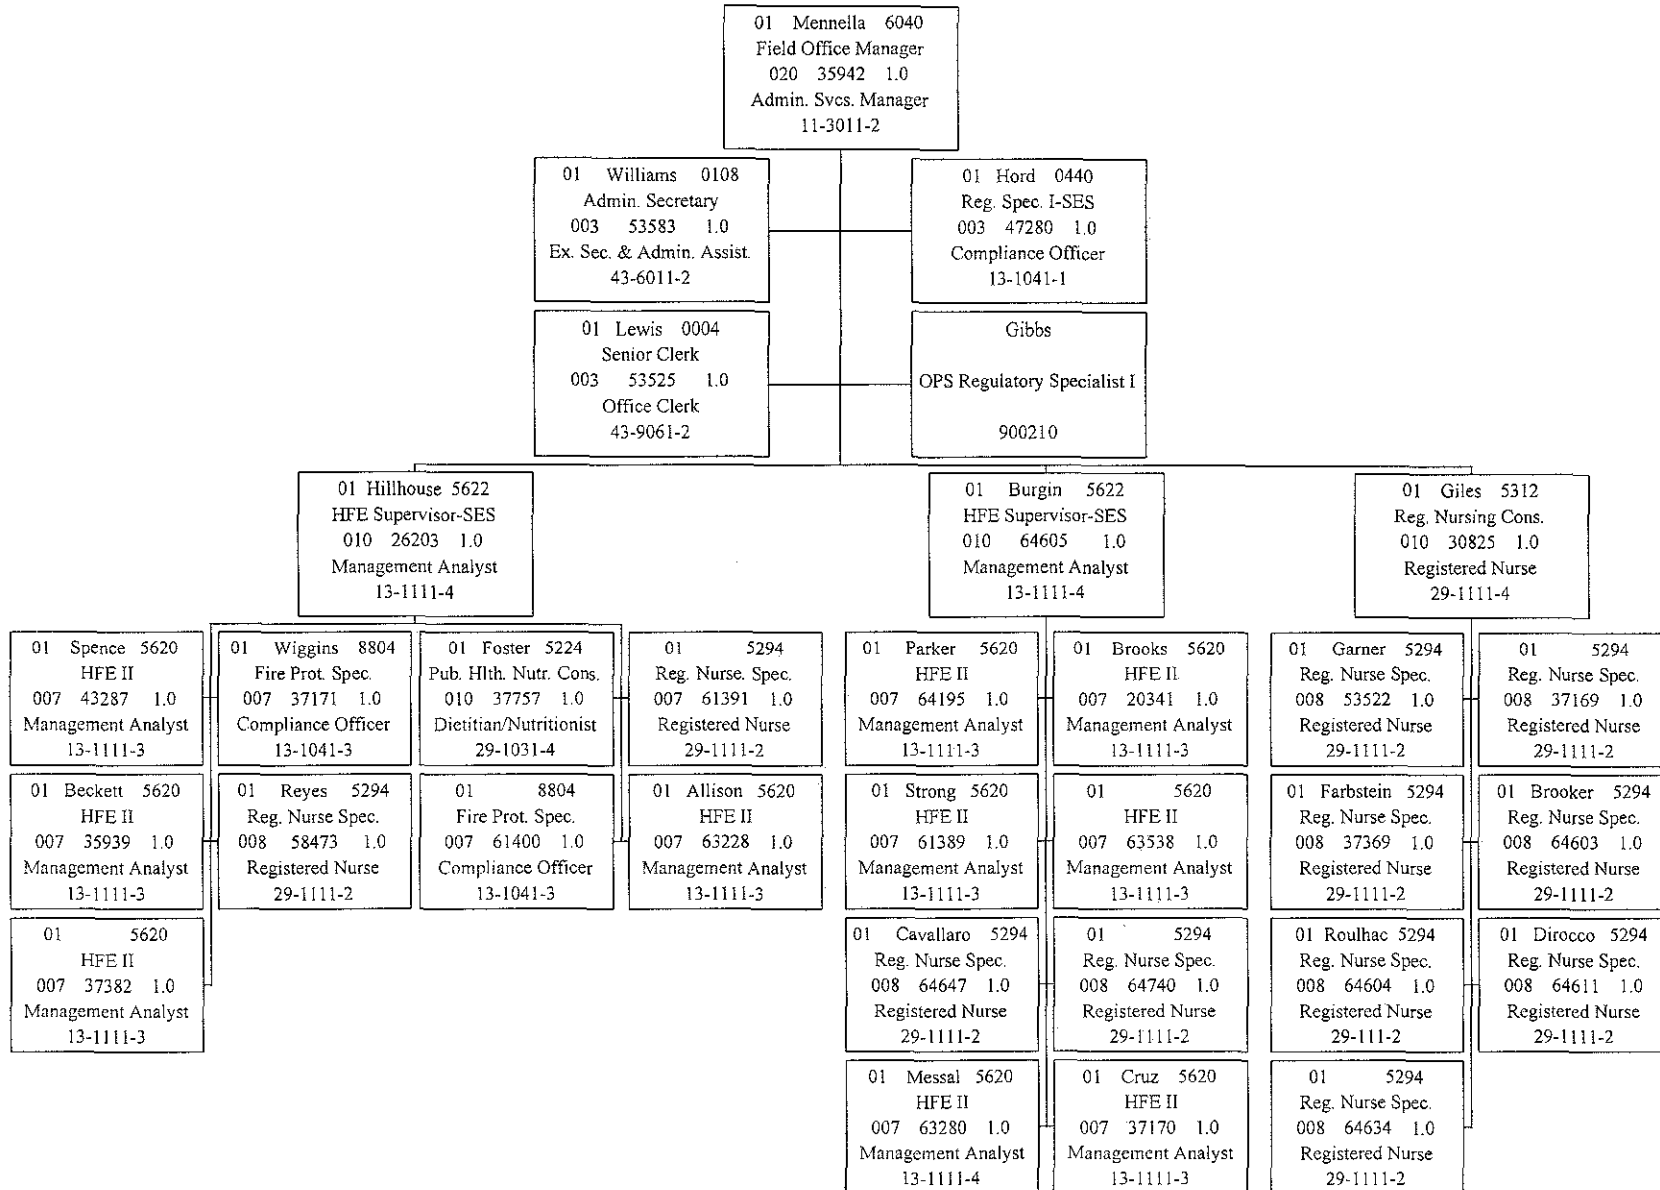 01 Mennella 6040
Field Office Manager
020 35942 1.0
Admin. Svcs. Manager
11-3011-2
01 Williams 0108
Admin. Secretary
003 53583 1.0
Ex. Sec. & Admin. Assist.
43-6011-2
01 Hord 0440
Reg. Spec. I-SES
003 47280 1.0
Compliance Officer
13-1041-1
01 Lewis 0004
Senior Clerk
003 53525 1.0
Office Clerk
43-9061-2
Gibbs
OPS Regulatory Specialist I
900210
01 Hillhouse 5622
HFE Supervisor-SES
010 26203 1.0
Management Analyst
13-1111-4
01 Burgin 5622
HFE Supervisor-SES
010 64605 1.0
Management Analyst
13-1111-4
01 Giles 5312
Reg. Nursing Cons.
010 30825 1.0
Registered Nurse
29-1111-4
01 Spence 5620
HFE II
007 43287 1.0
Management Analyst
13-1111-3
01 Wiggins 8804
Fire Prot. Spec.
007 37171 1.0
Compliance Officer
13-1041-3
01 Foster 5224
Pub. Hlth. Nutr. Cons.
010 37757 1.0
Dietitian/Nutritionist
29-1031-4
01 5294
Reg. Nurse. Spec.
007 61391 1.0
Registered Nurse
29-1111-2
01 Parker 5620
HFE II
007 64195 1.0
Management Analyst
13-1111-3
01 Brooks 5620
HFE II
007 20341 1.0
Management Analyst
13-1111-3
01 Garner 5294
Reg. Nurse Spec.
008 53522 1.0
Registered Nurse
29-1111-2
01 5294
Reg. Nurse Spec.
008 37169 1.0
Registered Nurse
29-1111-2
01 Beckett 5620
HFE II
007 35939 1.0
Management Analyst
13-1111-3
01 Reyes 5294
Reg. Nurse Spec.
008 58473 1.0
Registered Nurse
29-1111-2
01 8804
Fire Prot. Spec.
007 61400 1.0
Compliance Officer
13-1041-3
01 Allison 5620
HFE II
007 63228 1.0
Management Analyst
13-1111-3
01 Strong 5620
HFE II
007 61389 1.0
Management Analyst
13-1111-3
01 5620
HFE II
007 63538 1.0
Management Analyst
13-1111-3
01 Farbstein 5294
Reg. Nurse Spec.
008 37369 1.0
Registered Nurse
29-1111-2
01 Brooker 5294
Reg. Nurse Spec.
008 64603 1.0
Registered Nurse
29-1111-2
01 5620
HFE II
007 37382 1.0
Management Analyst
13-1111-3
01 Cavallaro 5294
Reg. Nurse Spec.
008 64647 1.0
Registered Nurse
29-1111-2
01 5294
Reg. Nurse Spec.
008 64740 1.0
Registered Nurse
29-1111-2
01 Roulhac 5294
Reg. Nurse Spec.
008 64604 1.0
Registered Nurse
29-111-2
01 Dirocco 5294
Reg. Nurse Spec.
008 64611 1.0
Registered Nurse
29-1111-2
01 Messal 5620
HFE II
007 63280 1.0
Management Analyst
13-1111-4
01 Cruz 5620
HFE II
007 37170 1.0
Management Analyst
13-1111-3
01 5294
Reg. Nurse Spec.
008 64634 1.0
Registered Nurse
29-1111-2